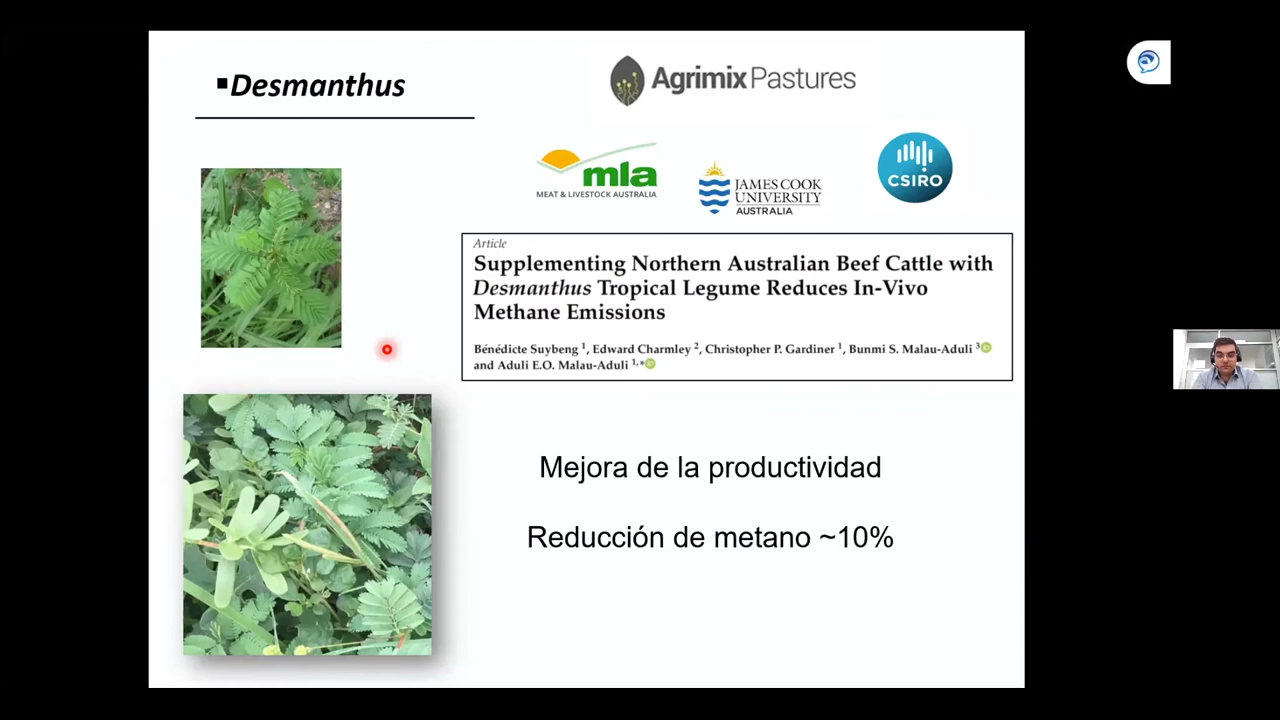 ▪Desmanthus
Agrimix Pastures
mla
MEAT & LIVESTOCK AUSTRALIA
JAMES COOK
UNIVERSITY
AUSTRALIA
CSIRO
Article
Supplementing Northern Australian Beef Cattle with
Desmanthus Tropical Legume Reduces In-Vivo
Methane Emissions
Bénédicte Suybeng 1, Edward Charmley 2, Christopher P. Gardiner 1, Bunmi S. Malau-Aduli 3
and Aduli E.O. Malau-Aduli 1,*
Mejora de la productividad
Reducción de metano ~10%